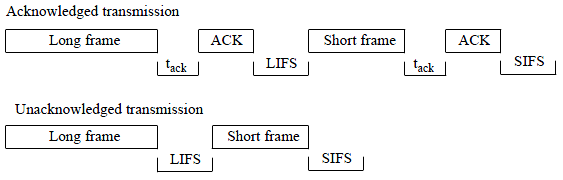 Acknowledged transmission
Long frame ACK Short frame ACK
tack LIFS tack SIFS
Unacknowledged transmission
Long frame Short frame
LIFS SIFS